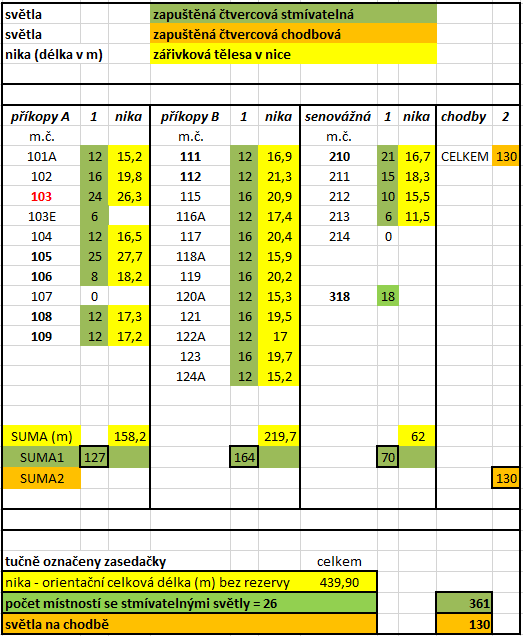 světla zapuštěná čtvercová stmívatelná
světla zapuštěná čtvercová chodbová
nika (délka v m) zářivková tělesa v nice
příkopy A 1 nika příkopy B 1 nika senovážná 1 nika chodby 2
m.č. m.č. m.č.
101A 12 15,2 111 12 16,9 210 21 16,7 CELKEM 130
102 16 19,8 112 12 21,3 211 15 18,3
103 24 26,3 115 16 20,9 212 10 15,5
103E 6 116A 12 17,4 213 6 11,5
104 12 16,5 117 16 20,4 214 0
105 25 27,7 118A 12 15,9
106 8 18,2 119 16 20,2
107 0 120A 12 15,3 318 18
108 12 17,3 121 16 19,5
109 12 17,2 122A 12 17
123 16 19,7
124A 12 15,2
SUMA (m) 158,2 219,7 62
SUMA1 127 164 70
SUMA2 130
tučně označeny zasedačky celkem
nika - orientační celková délka (m) bez rezervy 439,90
počet místností se stmívatelnými světly = 26 361
světla na chodbě 130